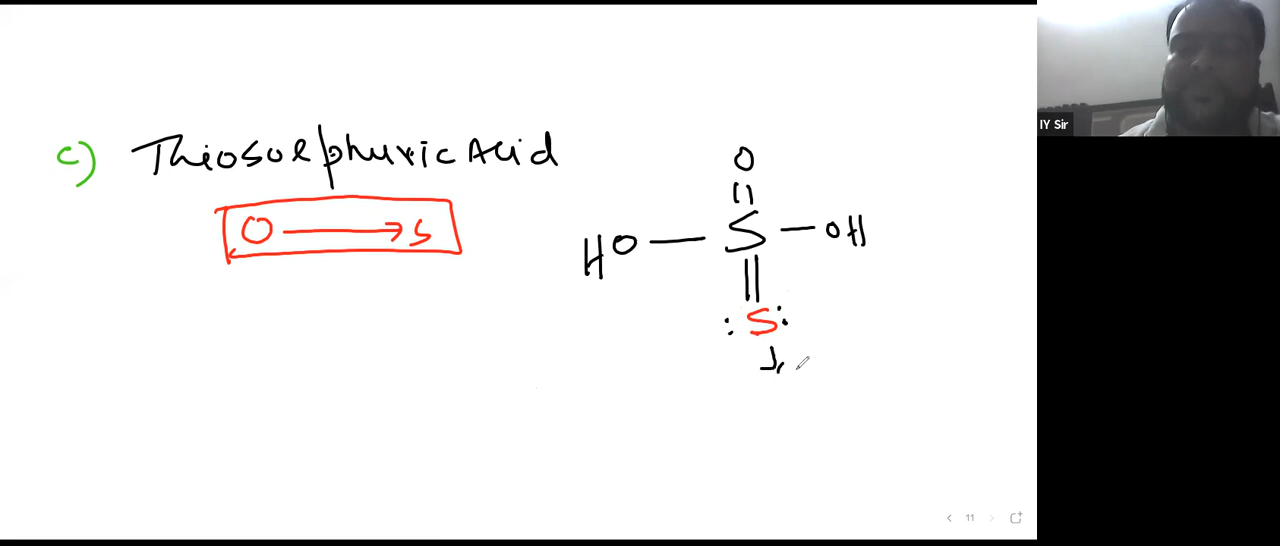 c) Thiosulphuric Acid
O → S
O
HO — S — OH
: S :
IY Sir
11